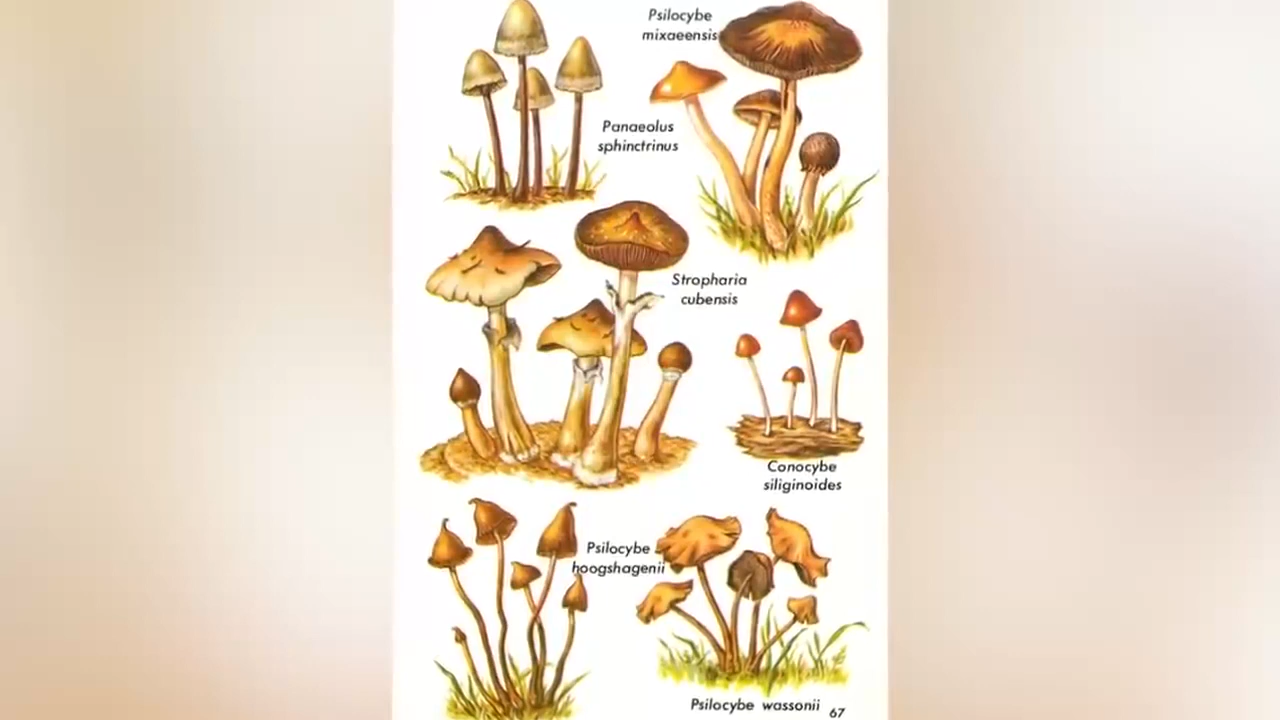 Psilocybe
mixaeensis
Panaeolus
sphinctrinus
Stropharia
cubensis
Conocybe
siliginoides
Psilocybe
hoogshagenii
Psilocybe wassonii
67